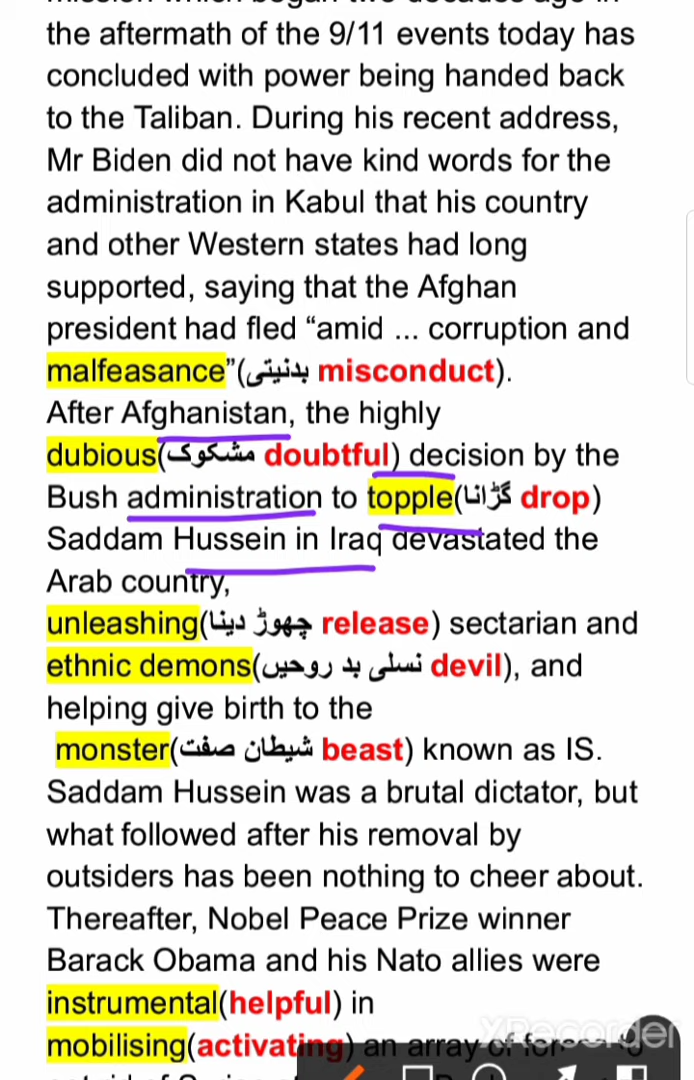 the aftermath of the 9/11 events today has
concluded with power being handed back
to the Taliban. During his recent address,
Mr Biden did not have kind words for the
administration in Kabul that his country
and other Western states had long
supported, saying that the Afghan
president had fled “amid ... corruption and
malfeasance”(بدنیتی misconduct).
After Afghanistan, the highly
dubious(مشکوک doubtful) decision by the
Bush administration to topple(گڑانا drop)
Saddam Hussein in Iraq devastated the
Arab country,
unleashing(چھوڑ دینا release) sectarian and
ethnic demons(نسلی بد روحیں devil), and
helping give birth to the
monster(شیطان صفت beast) known as IS.
Saddam Hussein was a brutal dictator, but
what followed after his removal by
outsiders has been nothing to cheer about.
Thereafter, Nobel Peace Prize winner
Barack Obama and his Nato allies were
instrumental(helpful) in
mobilising(activating) an array of
XRecorder